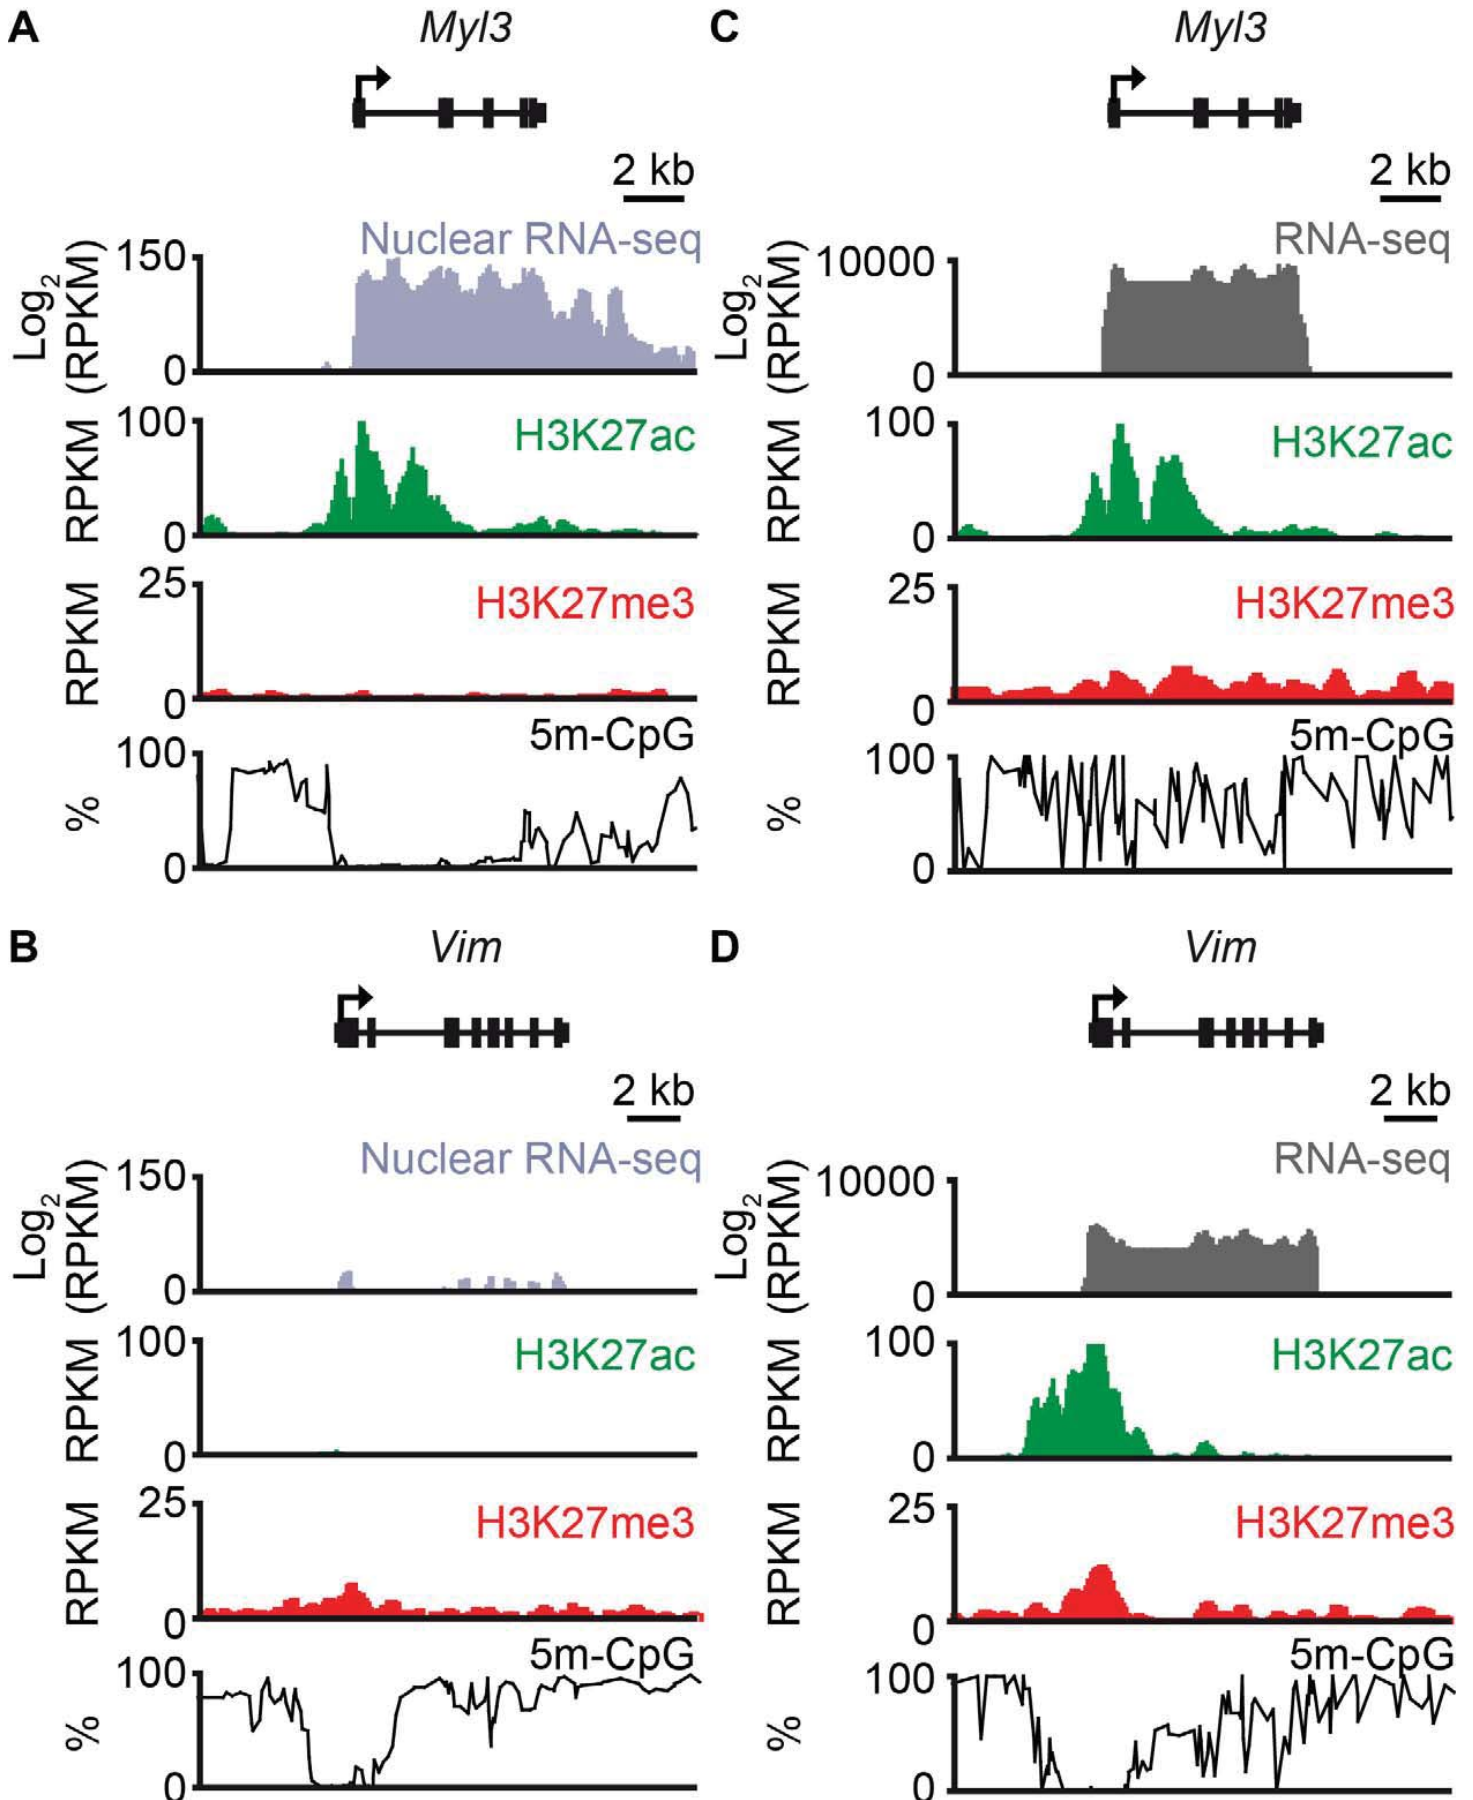 A
Myl3
2 kb
Nuclear RNA-seq
Log2
(RPKM)
150
0
H3K27ac
RPKM
100
0
H3K27me3
RPKM
25
0
5m-CpG
%
100
0
C
Myl3
2 kb
RNA-seq
Log2
(RPKM)
10000
0
H3K27ac
RPKM
100
0
H3K27me3
RPKM
25
0
5m-CpG
%
100
0
B
Vim
2 kb
Nuclear RNA-seq
Log2
(RPKM)
150
0
H3K27ac
RPKM
100
0
H3K27me3
RPKM
25
0
5m-CpG
%
100
0
D
Vim
2 kb
RNA-seq
Log2
(RPKM)
10000
0
H3K27ac
RPKM
100
0
H3K27me3
RPKM
25
0
5m-CpG
%
100
0